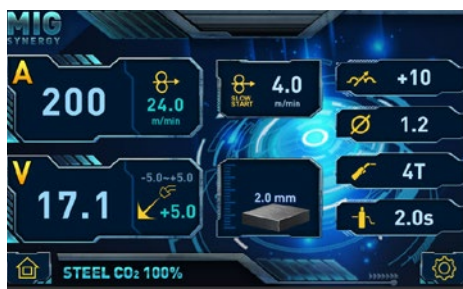 MIG
SYNERGY
A
200
24.0
m/min
SLOW
START
4.0
m/min
+10
1.2
4T
2.0s
V
17.1
-5.0~+5.0
+5.0
2.0 mm
STEEL CO₂ 100%